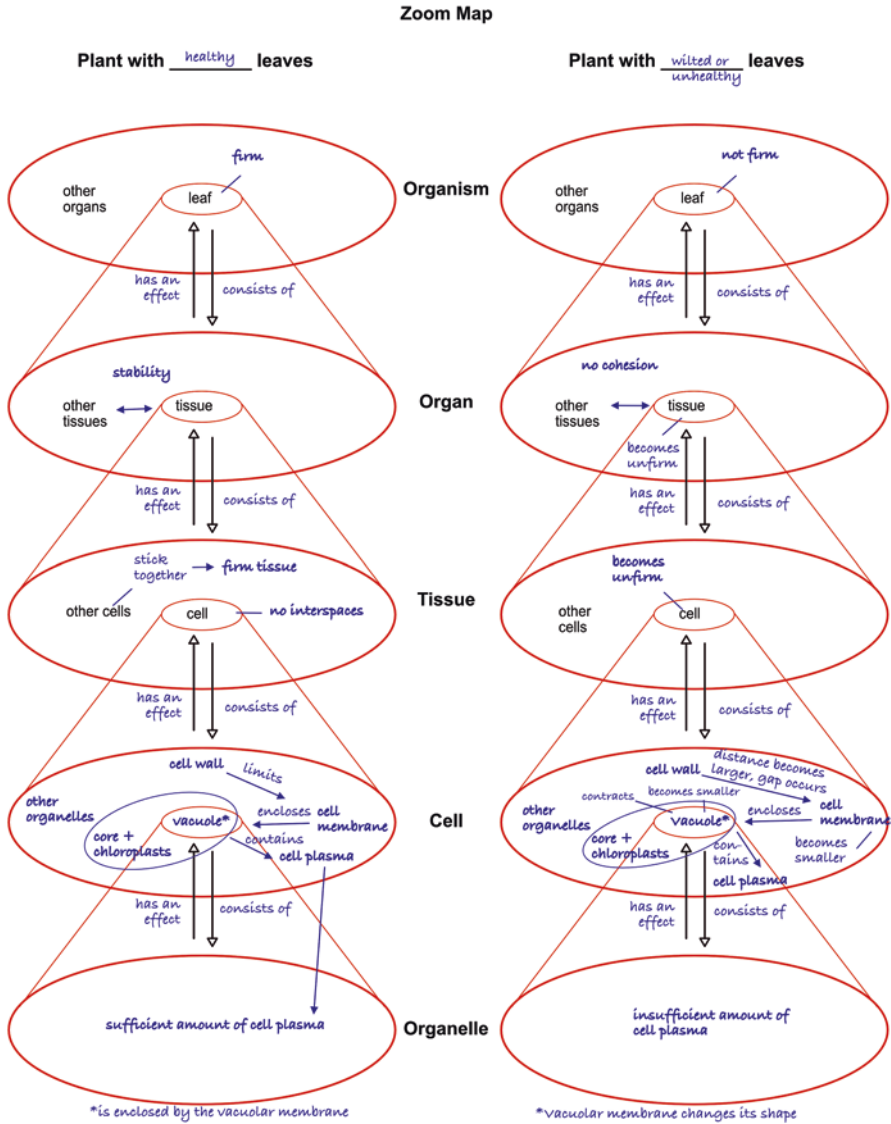 Zoom Map
Plant with healthy leaves
Plant with wilted or
unhealthy leaves
firm
leaf
other
organs
has an
effect
consists of
Organism
not firm
leaf
other
organs
has an
effect
consists of
stability
other
tissues
tissue
has an
effect
consists of
Organ
no cohesion
other
tissues
tissue
becomes
unfirm
has an
effect
consists of
stick
together
firm tissue
other cells
cell
no interspaces
has an
effect
consists of
Tissue
becomes
unfirm
other
cells
cell
has an
effect
consists of
cell wall
limits
other
organelles
vacuole*
encloses
cell
membrane
core +
chloroplasts
contains
cell plasma
has an
effect
consists of
Cell
distance becomes
larger, gap occurs
cell wall
contracts
becomes smaller
other
organelles
vacuole*
encloses
cell
membrane
core +
chloroplasts
con-
tains
becomes
smaller
cell plasma
has an
effect
consists of
sufficient amount of cell plasma
Organelle
insufficient amount of
cell plasma
*is enclosed by the vacuolar membrane
*vacuolar membrane changes its shape